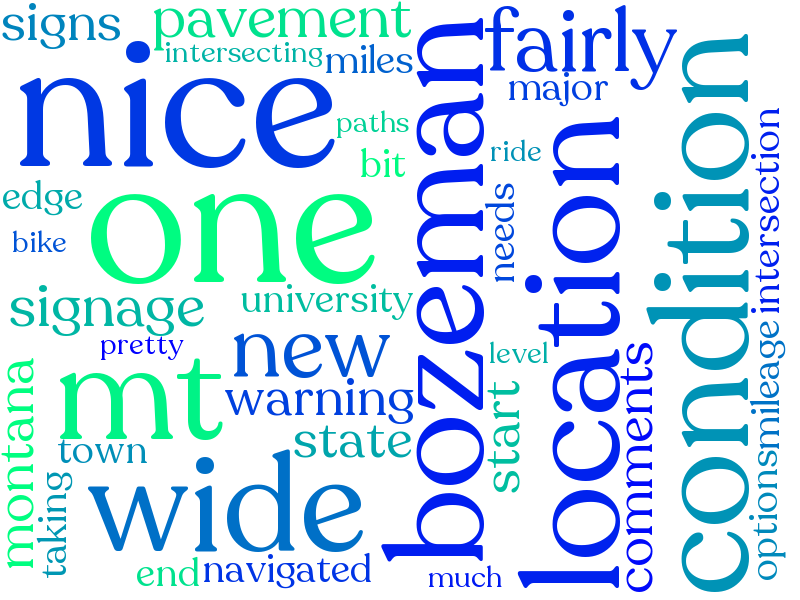 signs
pavement
intersecting
miles
nice
paths
bit
edge
one
bike
signage
university
pretty
new
mt
warning
montana
town
state
taking
wide
end
navigated
bozeman
fairly
major
ride
needs
location
level
start
comments
much
condition
intersection
mileage
options